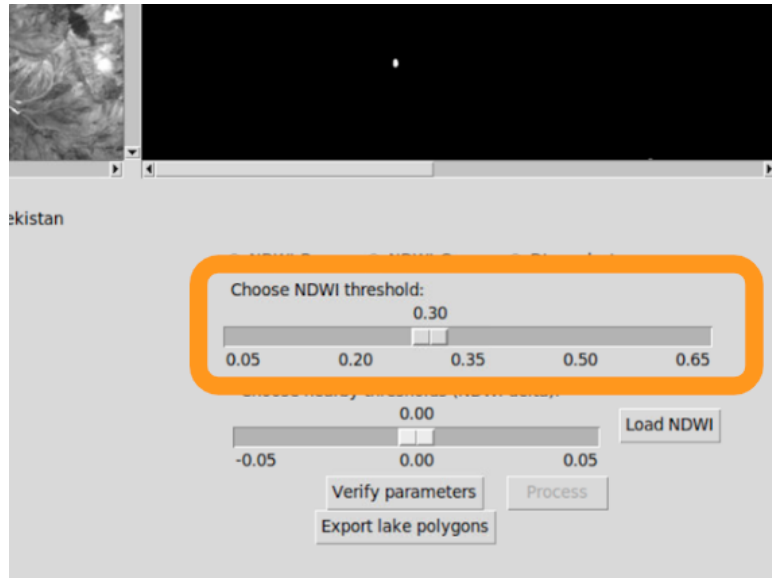 ekistan
Choose NDWI threshold:
0.30
0.05 0.20 0.35 0.50 0.65
0.00
Load NDWI
-0.05 0.00 0.05
Verify parameters Process
Export lake polygons